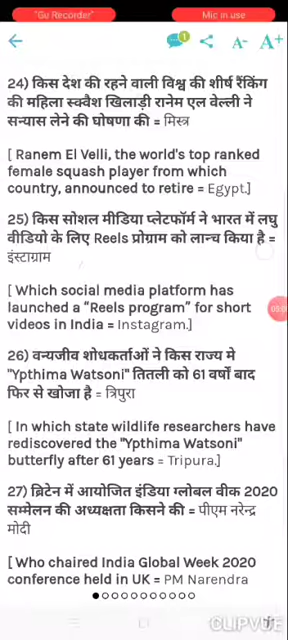 "Gu Recorder"
Mic in use
1
A-
A+
24) किस देश की रहने वाली विश्व की शीर्ष रैंकिंग
की महिला स्क्वैश खिलाड़ी रानेम एल वेल्ली ने
सन्यास लेने की घोषणा की = मिस्त्र
[ Ranem El Velli, the world's top ranked
female squash player from which
country, announced to retire = Egypt.]
25) किस सोशल मीडिया प्लेटफॉर्म ने भारत में लघु
वीडियो के लिए Reels प्रोग्राम को लान्च किया है =
इंस्टाग्राम
[ Which social media platform has
launched a "Reels program" for short
videos in India = Instagram.]
26) वन्यजीव शोधकर्ताओं ने किस राज्य मे
"Ypthima Watsoni" तितली को 61 वर्षों बाद
फिर से खोजा है = त्रिपुरा
[ In which state wildlife researchers have
rediscovered the "Ypthima Watsoni"
butterfly after 61 years = Tripura.]
27) ब्रिटेन में आयोजित इंडिया ग्लोबल वीक 2020
सम्मेलन की अध्यक्षता किसने की = पीएम नरेन्द्र
मोदी
[ Who chaired India Global Week 2020
conference held in UK = PM Narendra